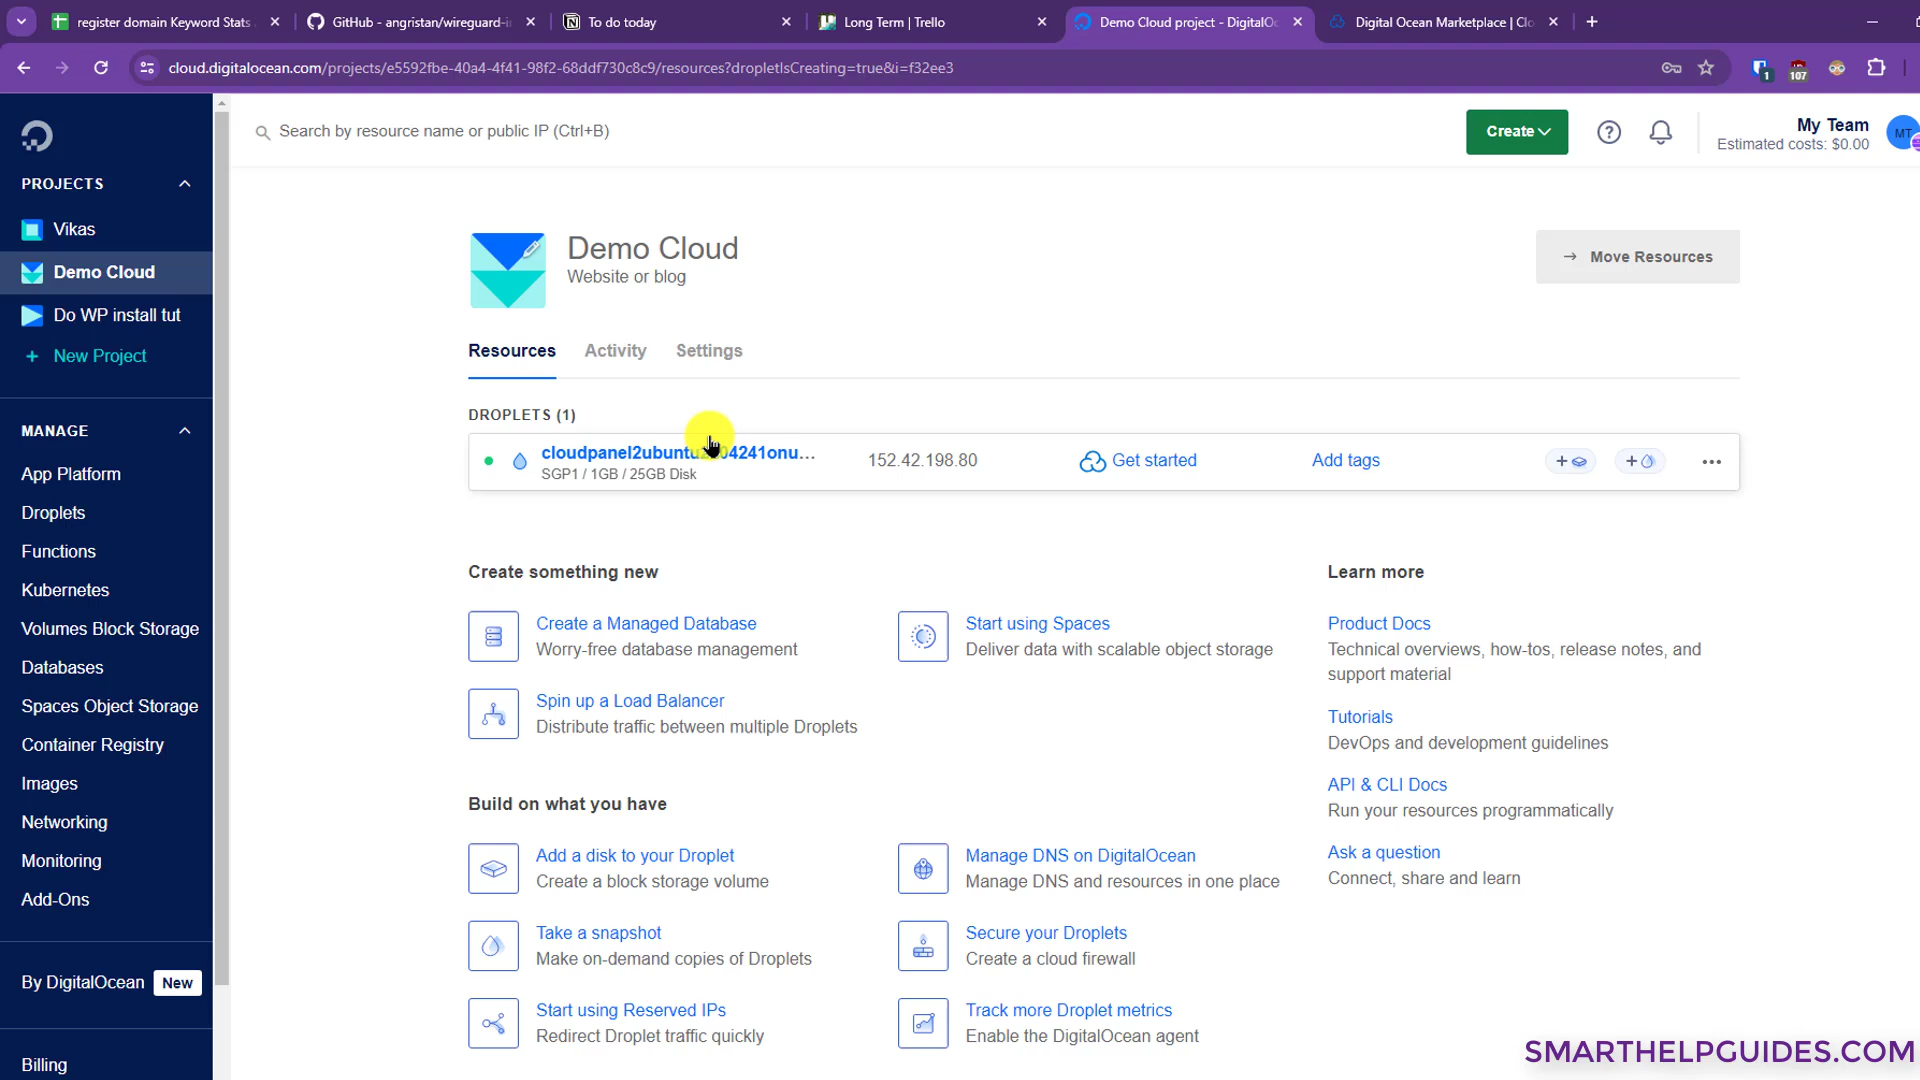 register domain Keyword Stats
GitHub - angristan/wireguard-in
To do today
Long Term | Trello
Demo Cloud project - DigitalOc
Digital Ocean Marketplace | Clo
cloud.digitalocean.com/projects/e5592fbe-40a4-4f41-98f2-68ddf730c8c9/resources?dropletIsCreating=true&i=f32ee3
1
107
Search by resource name or public IP (Ctrl+B)
Create
My Team
Estimated costs: $0.00
MT
PROJECTS
Vikas
Demo Cloud
Do WP install tut
+ New Project
MANAGE
App Platform
Droplets
Functions
Kubernetes
Volumes Block Storage
Databases
Spaces Object Storage
Container Registry
Images
Networking
Monitoring
Add-Ons
By DigitalOcean New
Billing
Demo Cloud
Website or blog
→ Move Resources
Resources
Activity
Settings
DROPLETS (1)
SGP1 / 1GB / 25GB Disk
152.42.198.80
Get started
Add tags
Create something new
Create a Managed Database
Worry-free database management
Start using Spaces
Deliver data with scalable object storage
Spin up a Load Balancer
Distribute traffic between multiple Droplets
Learn more
Product Docs
Technical overviews, how-tos, release notes, and
support material
Tutorials
DevOps and development guidelines
API & CLI Docs
Run your resources programmatically
Ask a question
Connect, share and learn
Build on what you have
Add a disk to your Droplet
Create a block storage volume
Manage DNS on DigitalOcean
Manage DNS and resources in one place
Take a snapshot
Make on-demand copies of Droplets
Secure your Droplets
Create a cloud firewall
Start using Reserved IPs
Redirect Droplet traffic quickly
Track more Droplet metrics
Enable the DigitalOcean agent
SMARTHELPGUIDES.COM